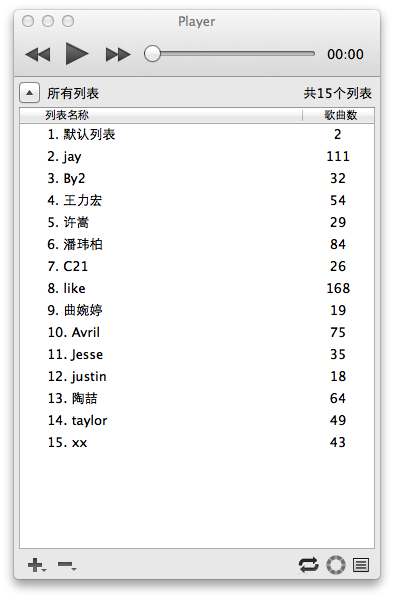 Player
00:00
所有列表 共15个列表
列表名称 歌曲数
1. 默认列表 2
2. jay 111
3. By2 32
4. 王力宏 54
5. 许嵩 29
6. 潘玮柏 84
7. C21 26
8. like 168
9. 曲婉婷 19
10. Avril 75
11. Jesse 35
12. justin 18
13. 陶喆 64
14. taylor 49
15. xx 43